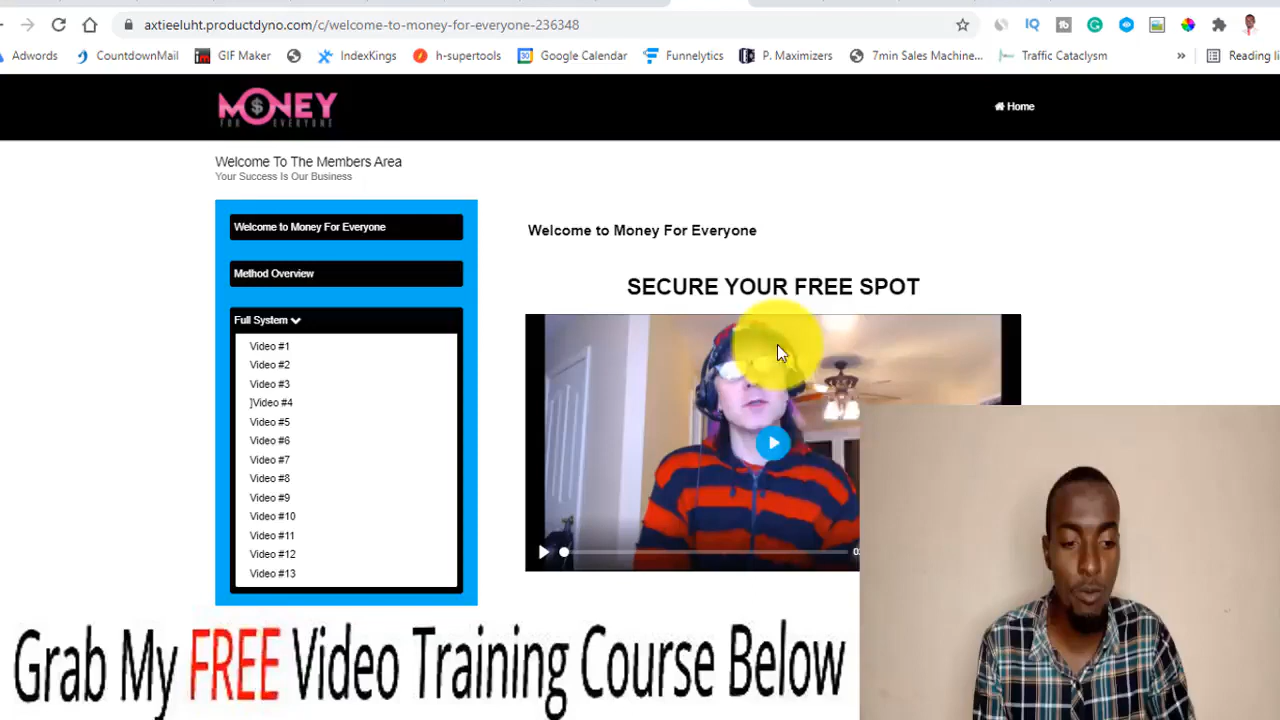 axtieeluht.productdyno.com/c/welcome-to-money-for-everyone-236348
Adwords CountdownMail GIF Maker IndexKings h-supertools Google Calendar Funnelytics P. Maximizers 7min Sales Machine... Traffic Cataclysm » Reading li
MONEY
FOR EVERYONE
Home
Welcome To The Members Area
Your Success Is Our Business
Welcome to Money For Everyone
Method Overview
Full System
Video #1
Video #2
Video #3
]Video #4
Video #5
Video #6
Video #7
Video #8
Video #9
Video #10
Video #11
Video #12
Video #13
Welcome to Money For Everyone
SECURE YOUR FREE SPOT
Grab My FREE Video Training Course Below